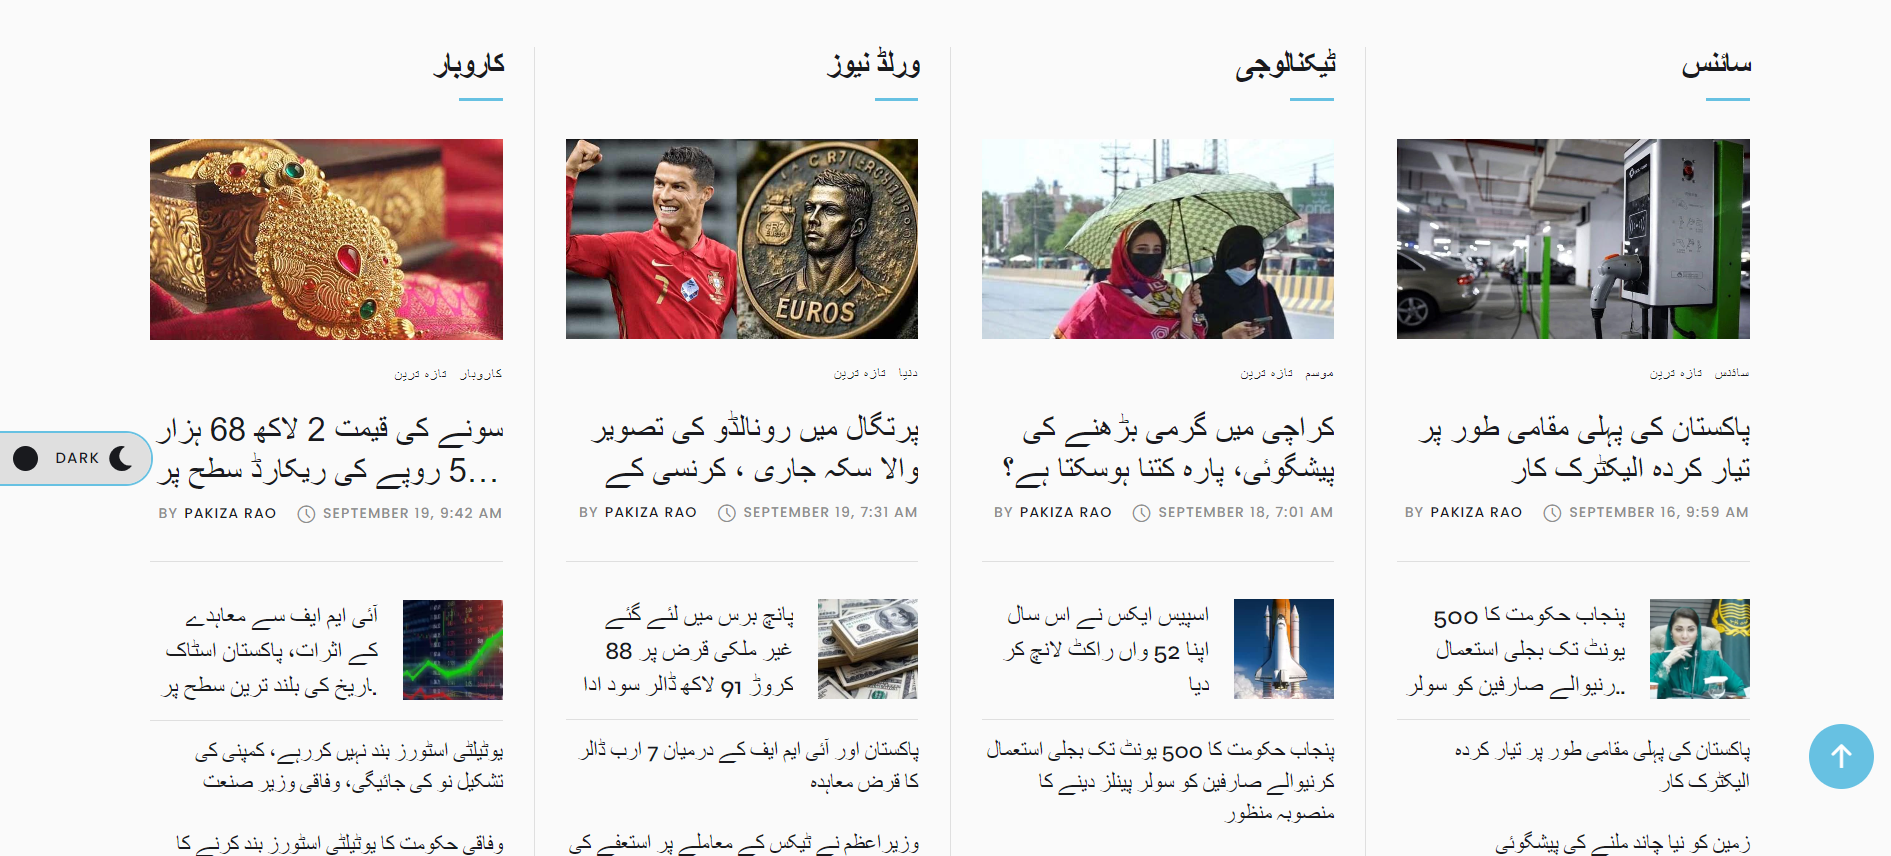 سائنس
سائنس تازہ ترین
پاکستان کی پہلی مقامی طور پر
تیار کردہ الیکٹرک کار
BY PAKIZA RAO SEPTEMBER 16, 9:59 AM
پنجاب حکومت کا 500
یونٹ تک بجلی استعمال
..رنیوالے صارفین کو سولر
پاکستان کی پہلی مقامی طور پر تیار کردہ
الیکٹرک کار
زمین کو نیا چاند ملنے کی پیشگوئی
ٹیکنالوجی
موسم تازہ ترین
کراچی میں گرمی بڑھنے کی
پیشگوئی، پارہ کتنا ہوسکتا ہے؟
BY PAKIZA RAO SEPTEMBER 18, 7:01 AM
اسپیس ایکس نے اس سال
اپنا 52 واں راکٹ لانچ کر
دیا
پنجاب حکومت کا 500 یونٹ تک بجلی استعمال
کرنیوالے صارفین کو سولر پینلز دینے کا
منصوبہ منظور
ورلڈ نیوز
EUROS
دنیا تازہ ترین
پرتگال میں رونالڈو کی تصویر
والا سکہ جاری ، کرنسی کے
BY PAKIZA RAO SEPTEMBER 19, 7:31 AM
پانچ برس میں لئے گئے
غیر ملکی قرض پر 88
کروڑ 91 لاکھ ڈالر سود ادا
پاکستان اور آئی ایم ایف کے درمیان 7 ارب ڈالر
کا قرض معاہدہ
وزیراعظم نے ٹیکس کے معاملے پر استعفے کی
کاروبار
کاروبار تازہ ترین
سونے کی قیمت 2 لاکھ 68 ہزار
5 روپے کی ریکارڈ سطح پر...
BY PAKIZA RAO SEPTEMBER 19, 9:42 AM
آئی ایم ایف سے معاہدے
کے اثرات، پاکستان اسٹاک
.اریخ کی بلند ترین سطح پر
یوٹیلٹی اسٹورز بند نہیں کررہے، کمپنی کی
تشکیل نو کی جائیگی، وفاقی وزیر صنعت
وفاقی حکومت کا یوٹیلٹی اسٹورز بند کرنے کا
DARK